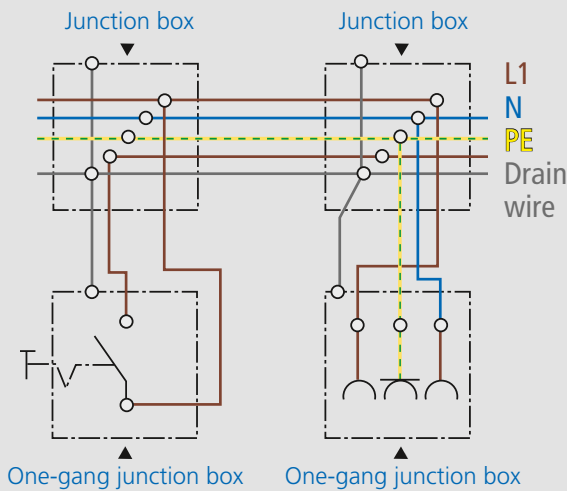 Junction box
Junction box
L1
N
PE
Drain
wire
One-gang junction box
One-gang junction box